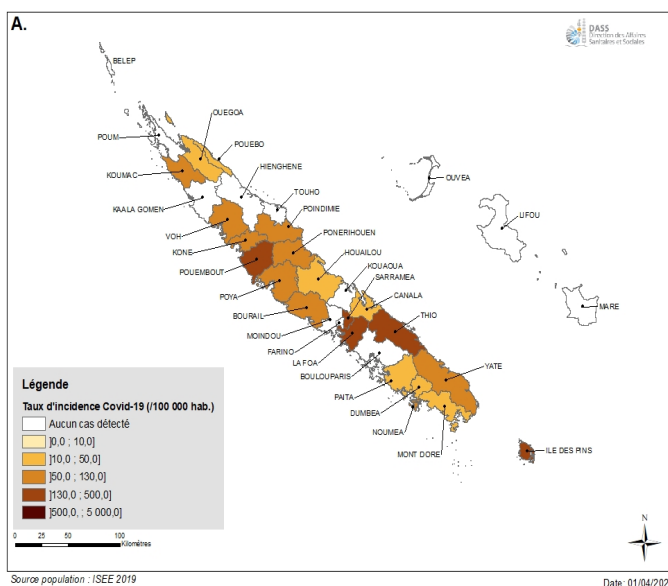 A.
DASS
Direction des Affaires
Sanitaires et Sociales
BELEP
OUEGOA
POUM
POUEBO
KOUMAC
HIENGHENE
OUVEA
TOUHO
KAALA GOMEN
POINDIMIE
LIFOU
VOH
PONERIHOUEN
KONE
HOUAILOU
POUEMBOUT
KOUAOUA
SARRAMEA
POYA
CANALA
MARE
BOURAIL
THIO
MOINDOU
FARINO
LA FOA
YATE
BOULOUPARIS
PAITA
DUMBEA
NOUMEA
MONT DORE
ILE DES PINS
Légende
Taux d'incidence Covid-19 (/100 000 hab.)
Aucun cas détecté
]0,0 ; 10,0]
]10,0 ; 50,0]
]50,0 ; 130,0]
]130,0 ; 500,0]
]500,0, ; 5 000,0]
0 25 50 100
Kilomètres
N
Source population : ISEE 2019
Date: 01/04/202